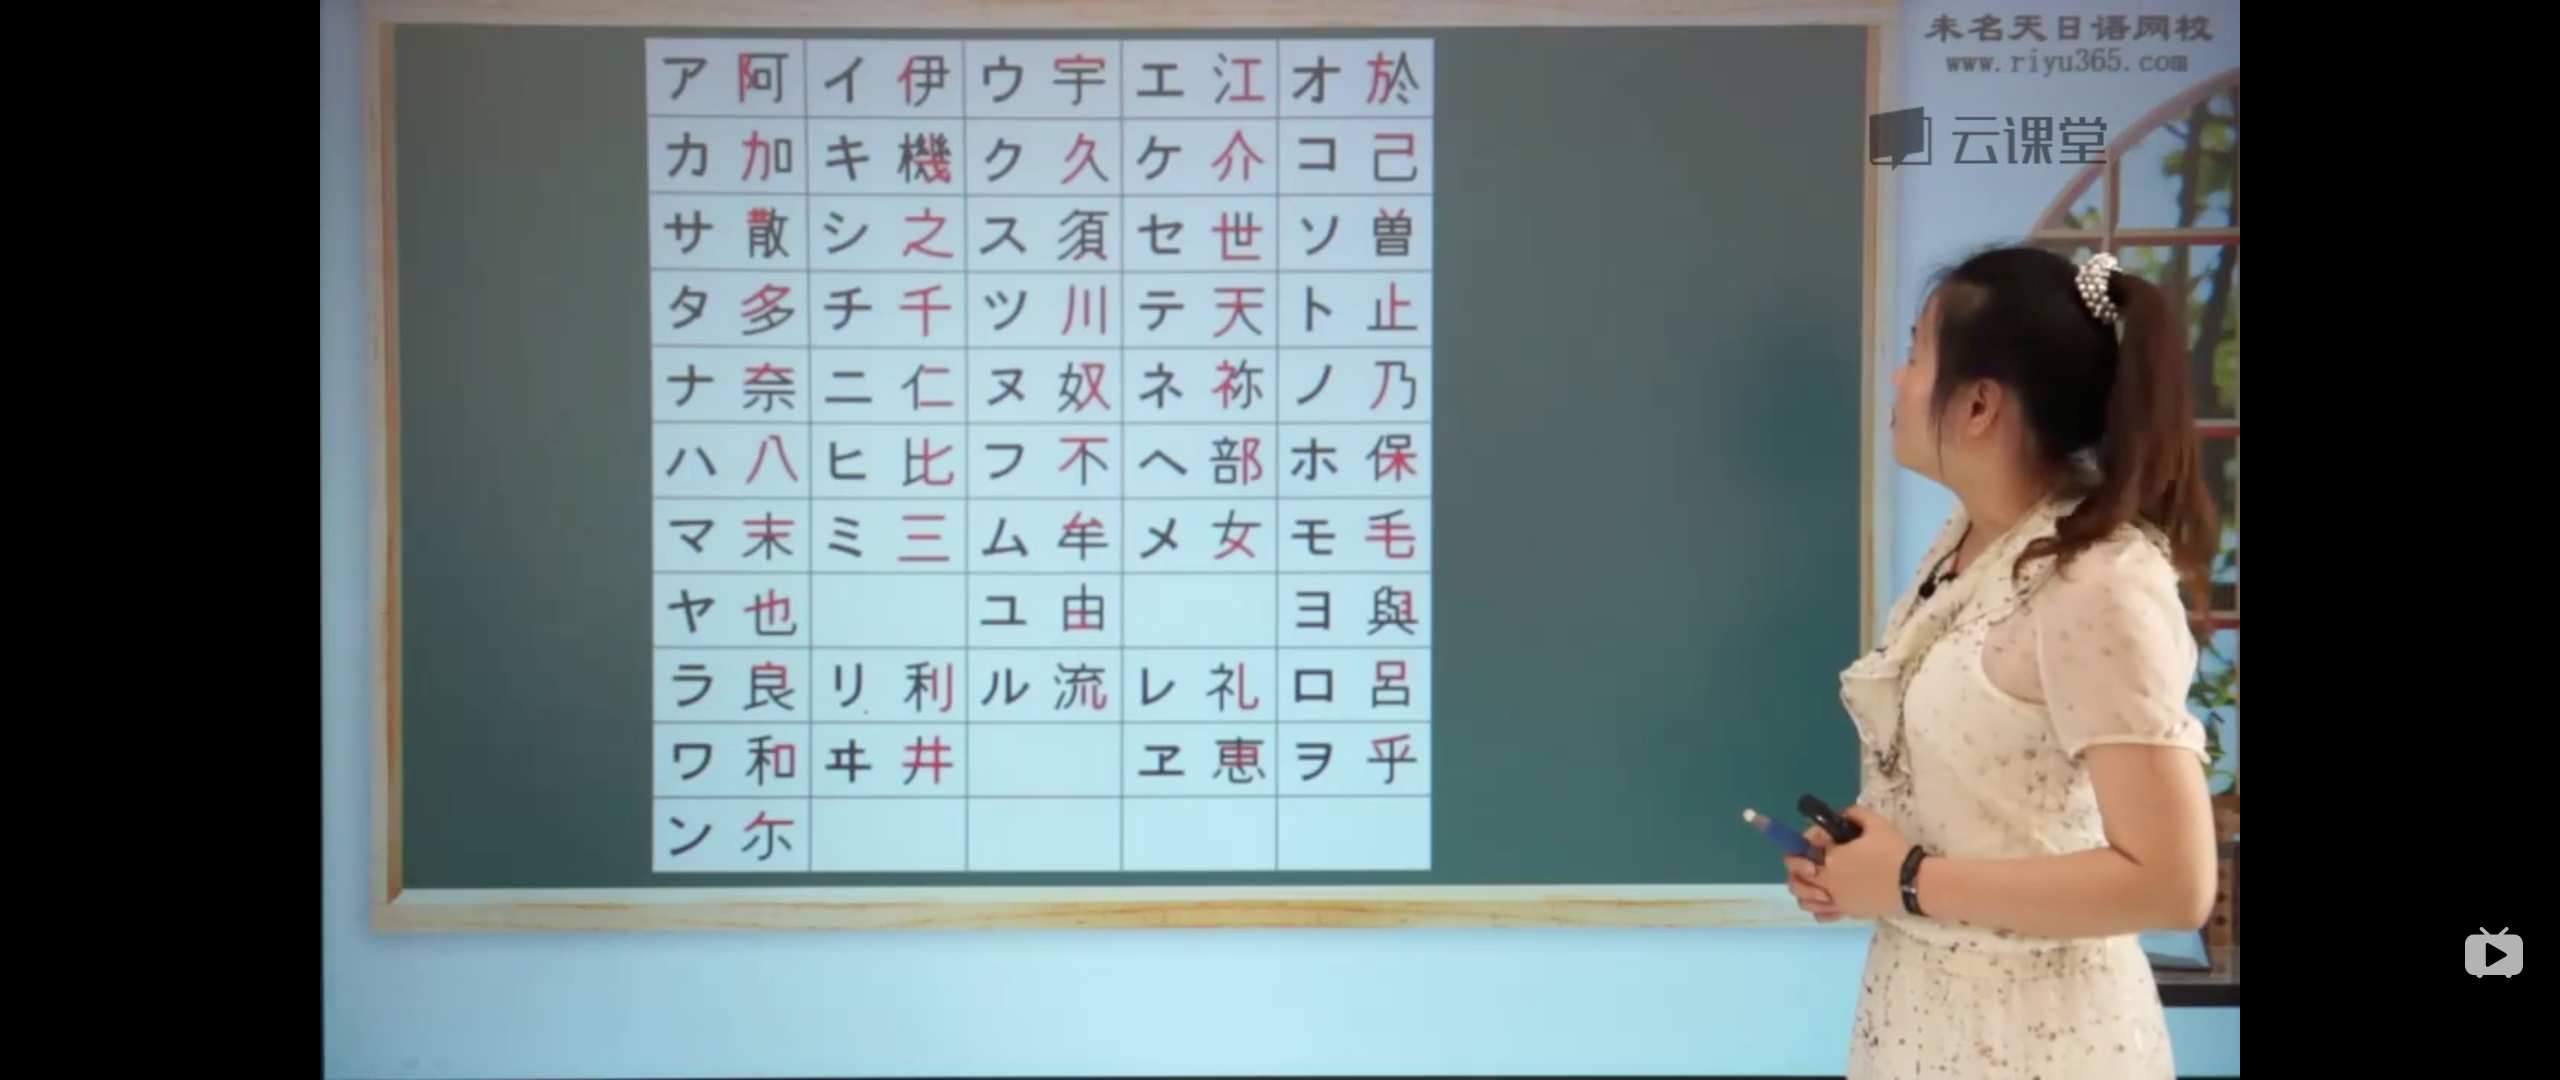 未名天日语网校
www.riyu365.com
云课堂
ア 阿 イ 伊 ウ 宇 エ 江 オ 於
カ 加 キ 機 ク 久 ケ 介 コ 己
サ 散 シ 之 ス 須 セ 世 ソ 曽
タ 多 チ 千 ツ 川 テ 天 ト 止
ナ 奈 ニ 仁 ヌ 奴 ネ 祢 ノ 乃
ハ 八 ヒ 比 フ 不 ヘ 部 ホ 保
マ 末 ミ 三 ム 牟 メ 女 モ 毛
ヤ 也 ユ 由 ヨ 與
ラ 良 リ 利 ル 流 レ 礼 ロ 呂
ワ 和 ヰ 井 ヱ 恵 ヲ 乎
ン 尓